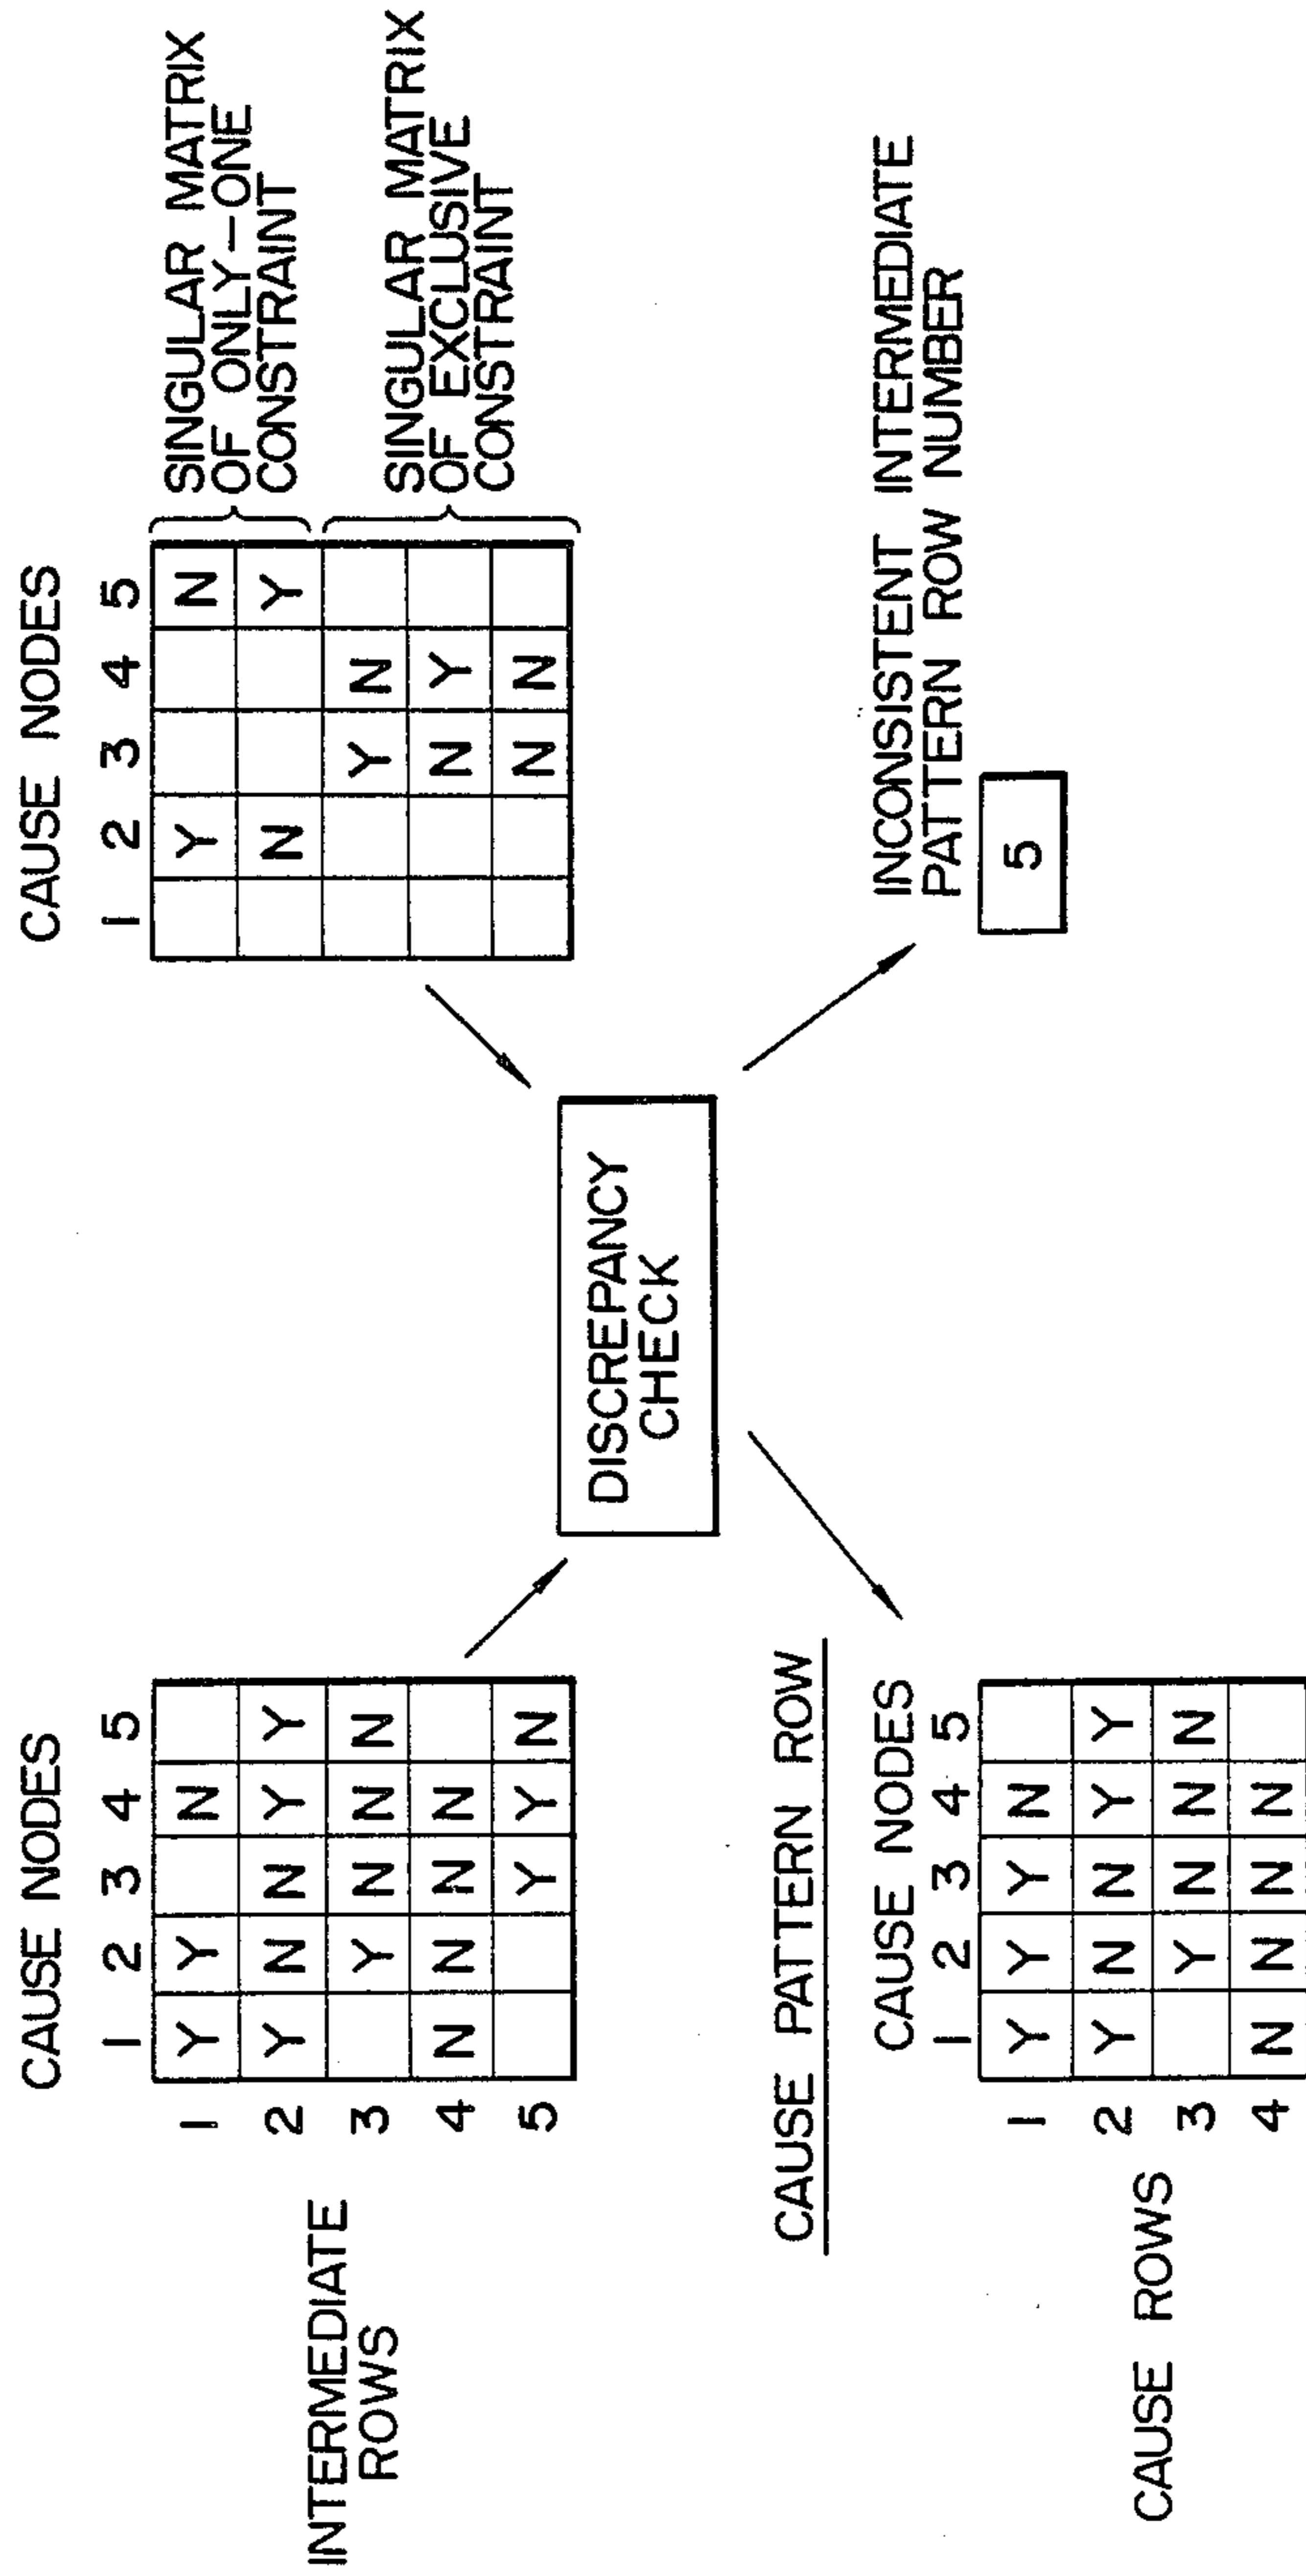 CAUSE NODES
1 2 3 4 5
1 Y Y N
2 Y N N Y Y
3 Y N N N
4 N N N N
5 Y Y N
INTERMEDIATE
ROWS
CAUSE NODES
1 2 3 4 5
Y N
N Y
Y N
N Y
N N
SINGULAR MATRIX
OF ONLY-ONE
CONSTRAINT
SINGULAR MATRIX
OF EXCLUSIVE
CONSTRAINT
DISCREPANCY
CHECK
CAUSE PATTERN ROW
CAUSE NODES
1 2 3 4 5
1 Y Y Y N
2 Y N N Y Y
3 Y N N N
4 N N N N
CAUSE ROWS
INCONSISTENT INTERMEDIATE
PATTERN ROW NUMBER
5